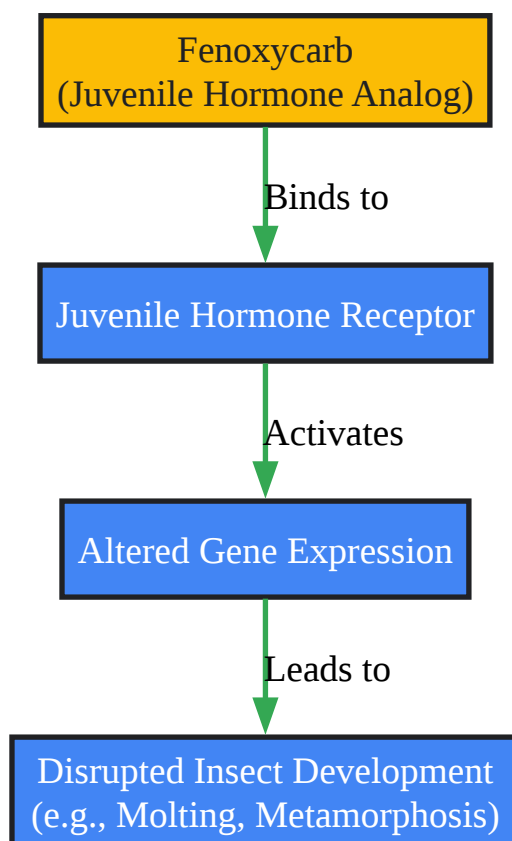 Fenoxycarb
(Juvenile Hormone Analog)
Binds to
Juvenile Hormone Receptor
Activates
Altered Gene Expression
Leads to
Disrupted Insect Development
(e.g., Molting, Metamorphosis)